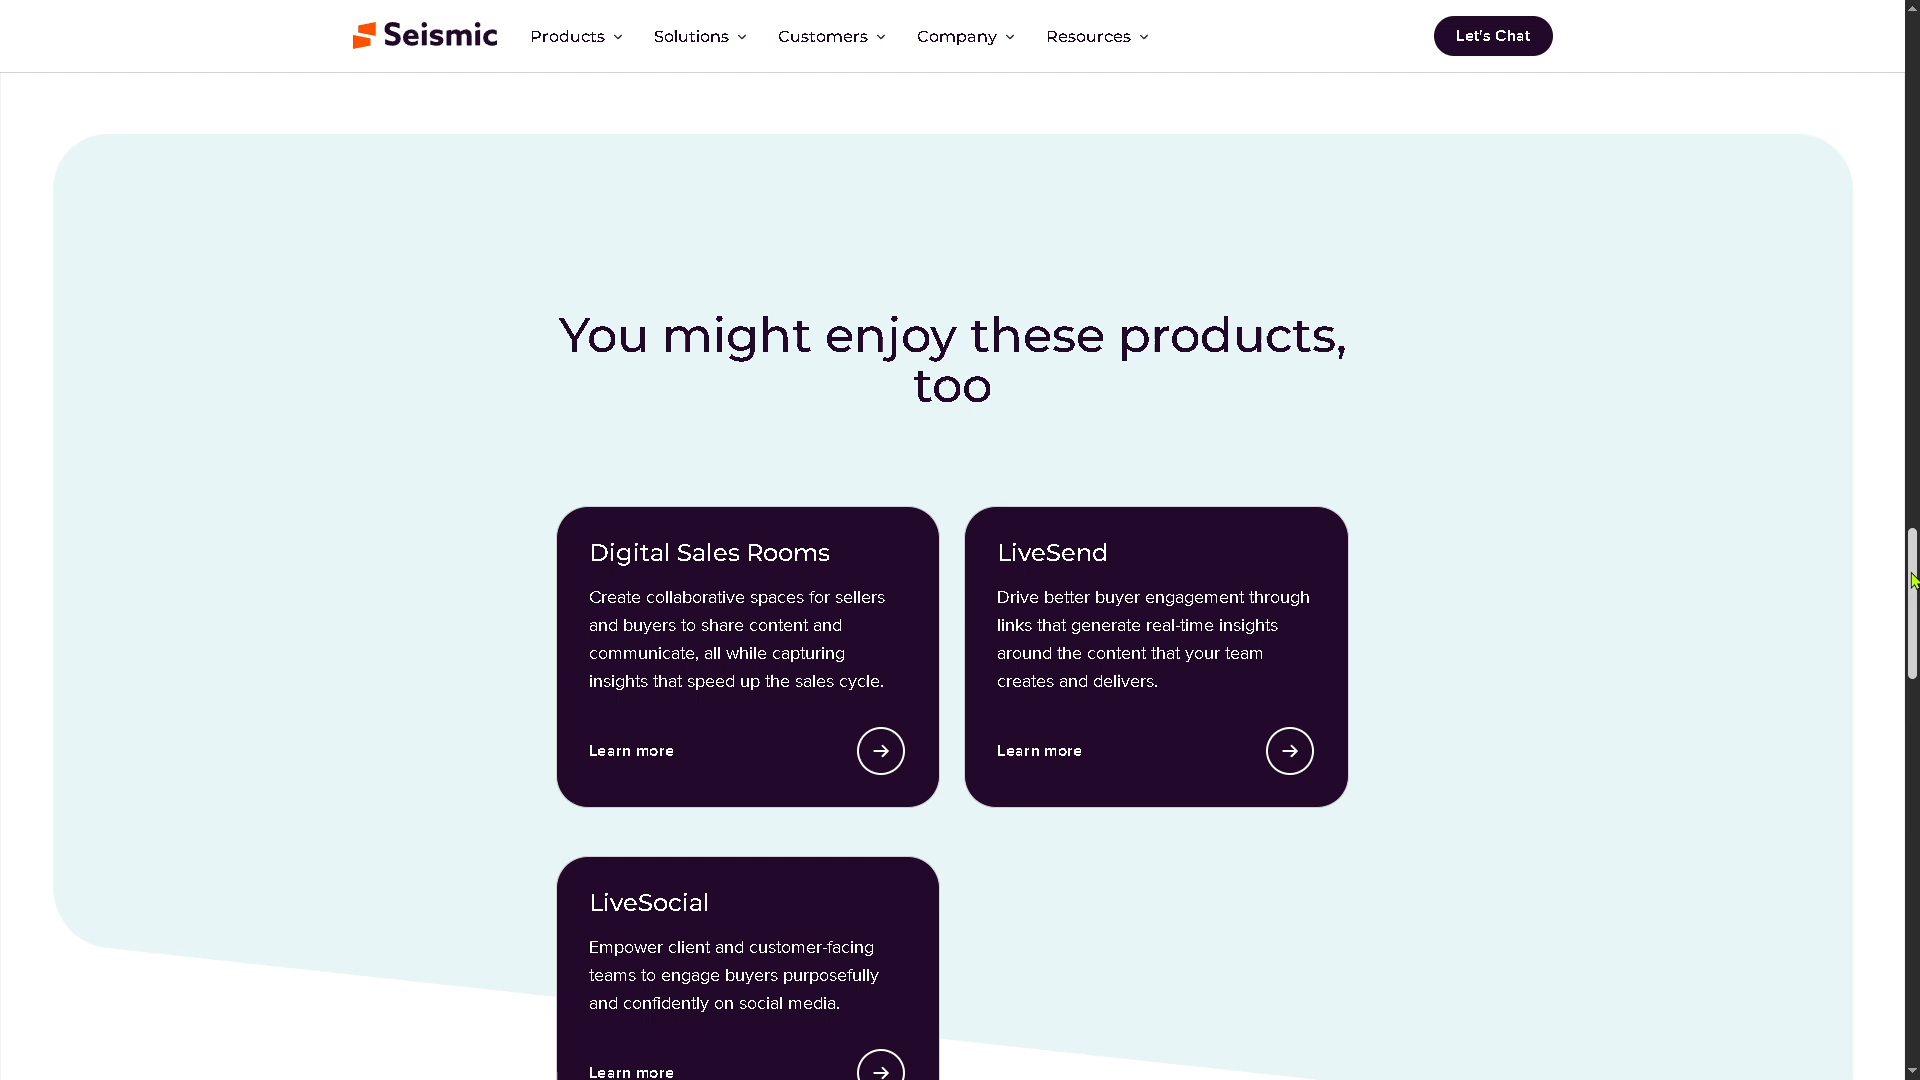 Seismic Products Solutions Customers Company Resources Let's Chat
You might enjoy these products,
too
Digital Sales Rooms
Create collaborative spaces for sellers
and buyers to share content and
communicate, all while capturing
insights that speed up the sales cycle.
Learn more
LiveSend
Drive better buyer engagement through
links that generate real-time insights
around the content that your team
creates and delivers.
Learn more
LiveSocial
Empower client and customer-facing
teams to engage buyers purposefully
and confidently on social media.
Learn more